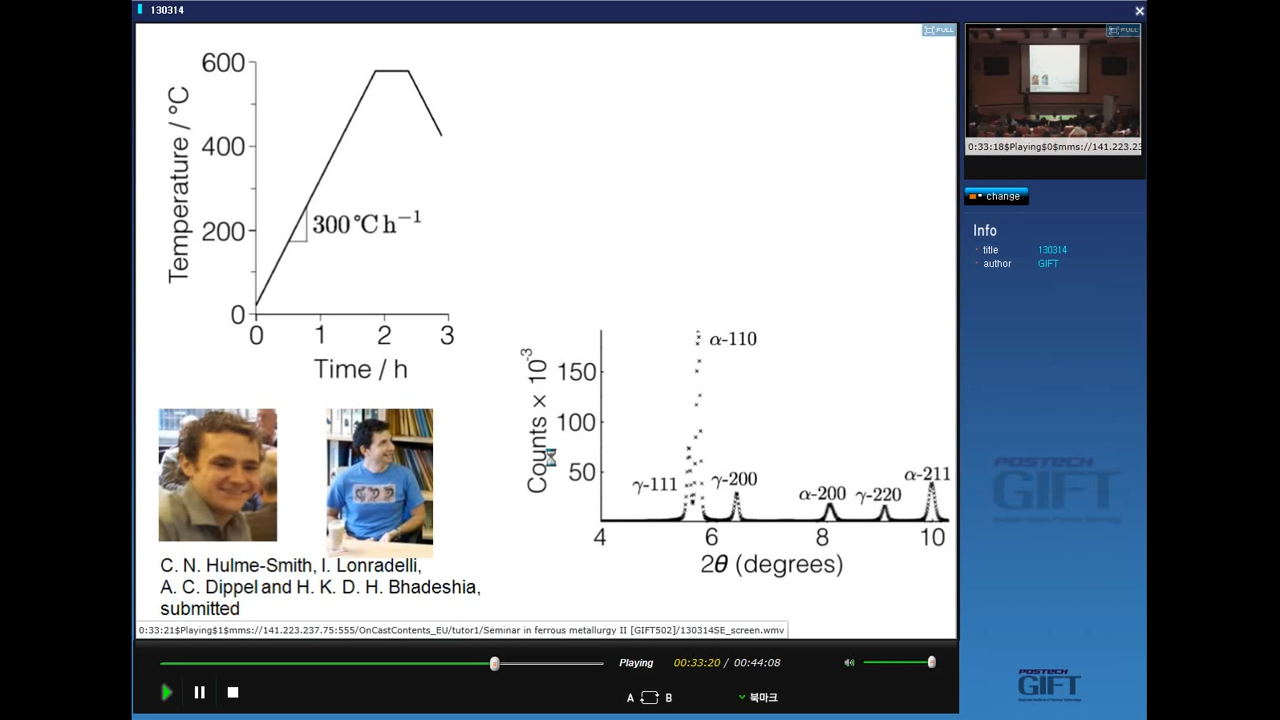 130314
FULL
FULL
600
400
200
0
Temperature / °C
300 °C h⁻¹
0 1 2 3
Time / h
C. N. Hulme-Smith, I. Lonradelli,
A. C. Dippel and H. K. D. H. Bhadeshia,
submitted
Counts × 10⁻³
150
100
50
α-110
γ-111
γ-200
α-200
γ-220
α-211
4 6 8 10
2θ (degrees)
0:33:21$Playing$1$mms://141.223.237.75:555/OnCastContents_EU/tutor1/Seminar in ferrous metallurgy II [GIFT502]/130314SE_screen.wmv
Playing
00:33:20 / 00:44:08
A B
북마크
0:33:18$Playing$0$mms://141.223.23
change
Info
title 130314
author GIFT
POSTECH
GIFT
POSTECH
GIFT